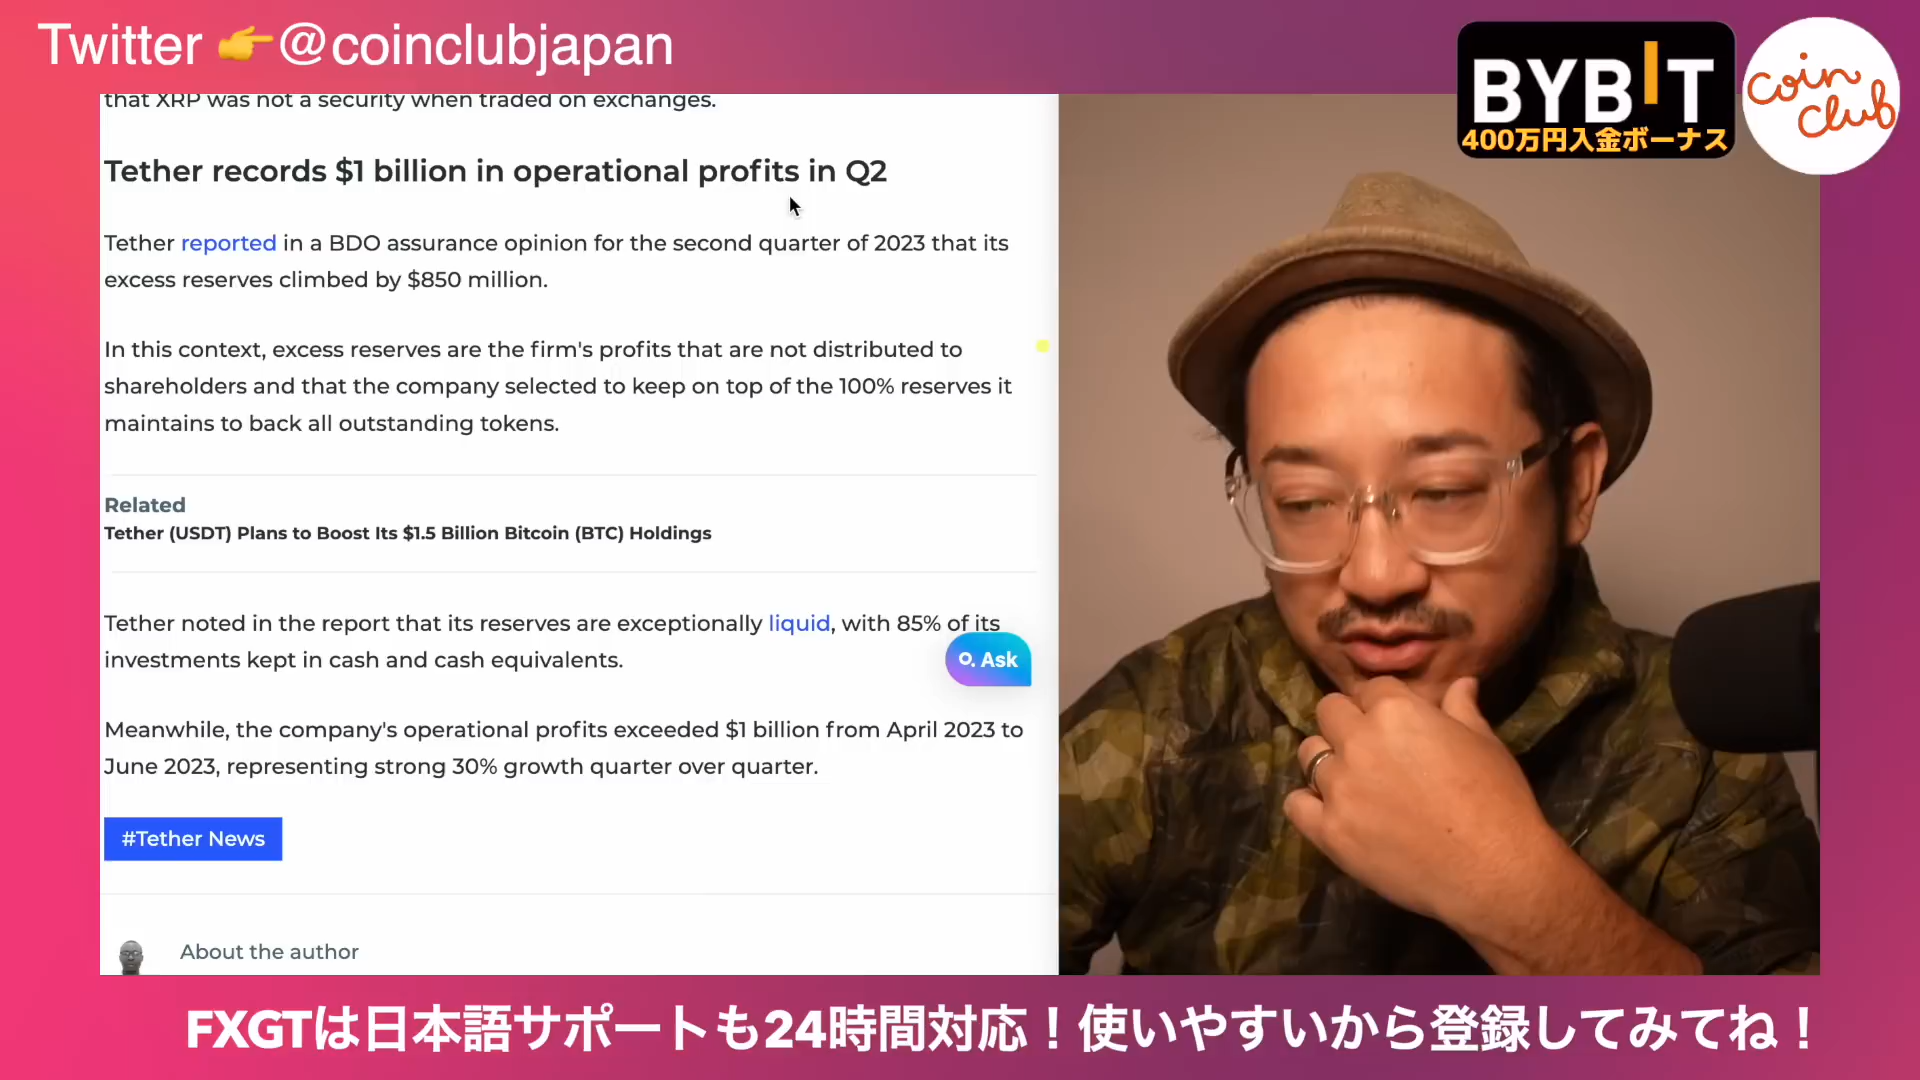 Twitter 👉@coinclubjapan
BYBIT
400万円入金ボーナス
coin
club
that XRP was not a security when traded on exchanges.
Tether records $1 billion in operational profits in Q2
Tether reported in a BDO assurance opinion for the second quarter of 2023 that its
excess reserves climbed by $850 million.
In this context, excess reserves are the firm's profits that are not distributed to
shareholders and that the company selected to keep on top of the 100% reserves it
maintains to back all outstanding tokens.
Related
Tether (USDT) Plans to Boost Its $1.5 Billion Bitcoin (BTC) Holdings
Tether noted in the report that its reserves are exceptionally liquid, with 85% of its
investments kept in cash and cash equivalents.
Ask
Meanwhile, the company's operational profits exceeded $1 billion from April 2023 to
June 2023, representing strong 30% growth quarter over quarter.
#Tether News
About the author
FXGTは日本語サポートも24時間対応！使いやすいから登録してみてね！